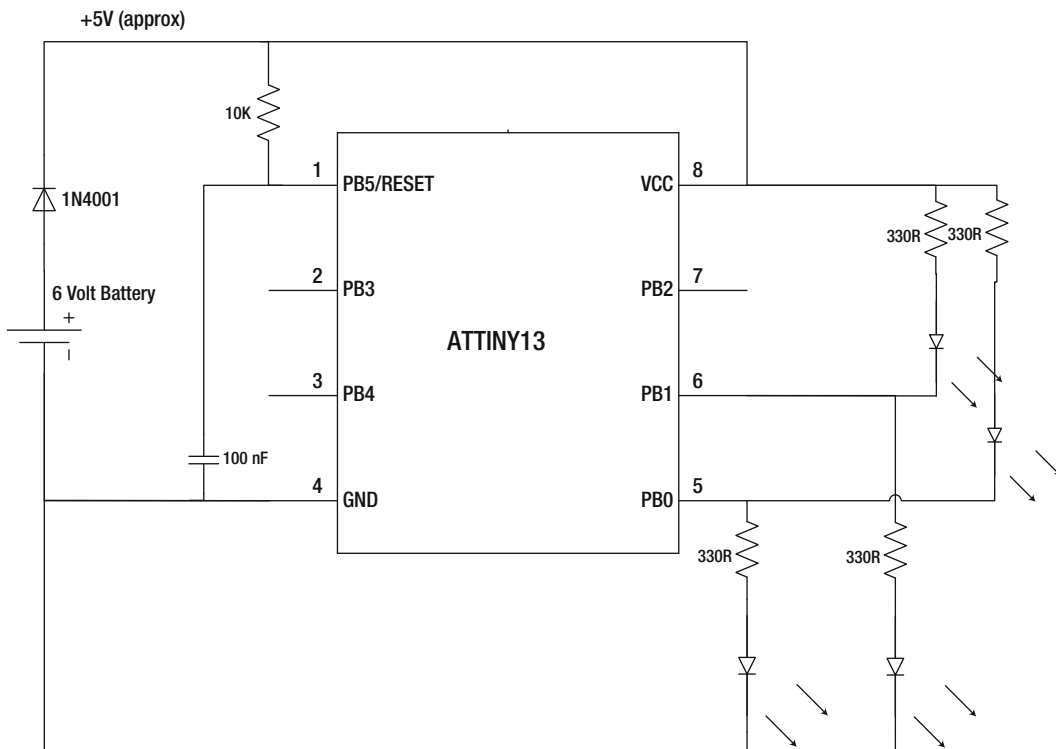 +5V (approx)
10K
1
PB5/RESET
VCC
8
1N4001
330R
330R
2
PB3
PB2
7
6 Volt Battery
+
–
ATTINY13
3
PB4
PB1
6
100 nF
4
GND
PB0
5
330R
330R